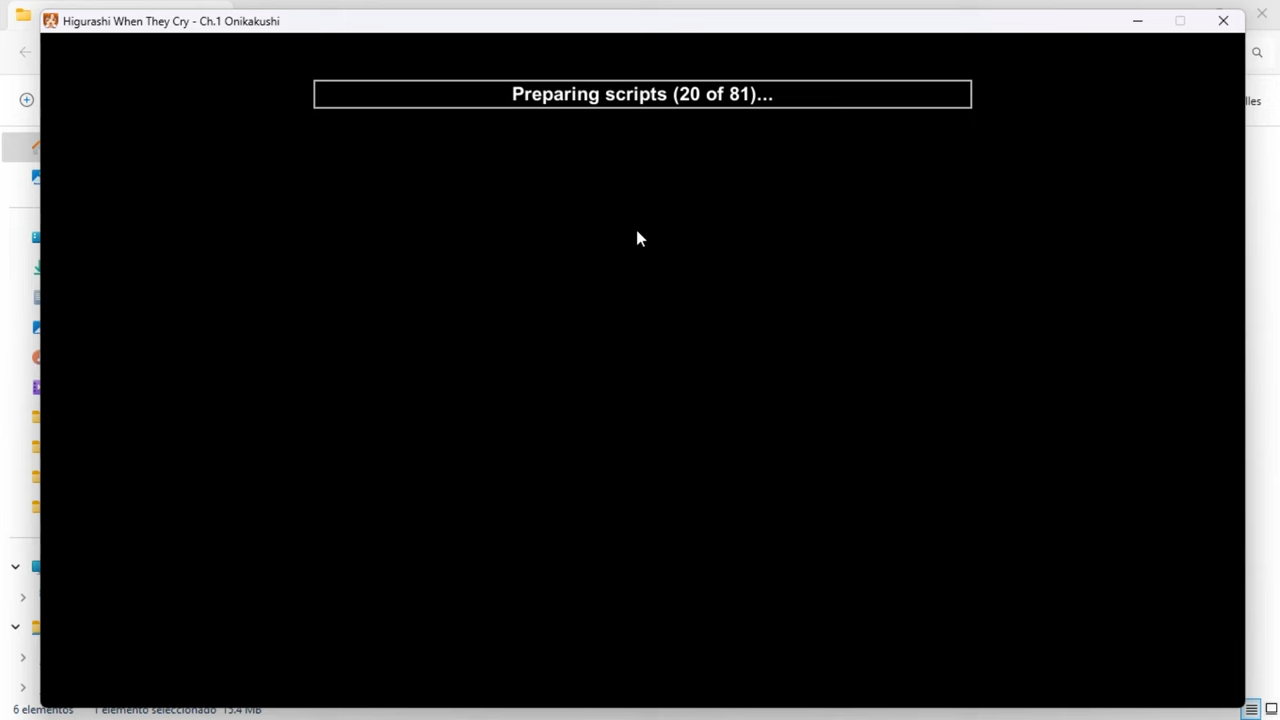 Higurashi When They Cry - Ch.1 Onikakushi
Preparing scripts (20 of 81)...
lles
6 elementos 1 elemento seleccionado 15.4 MB